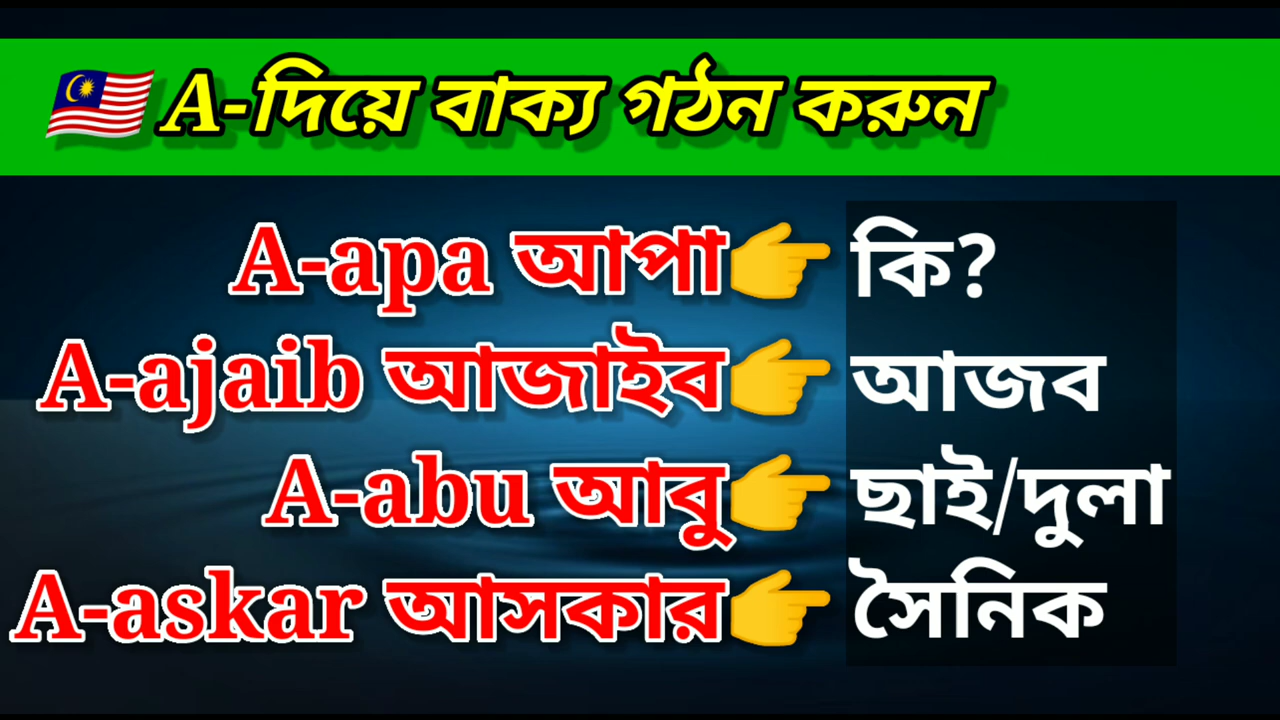 A-দিয়ে বাক্য গঠন করুন
A-apa আপা👉 কি?
A-ajaib আজাইব👉 আজব
A-abu আবু👉 ছাই/দুলা
A-askar আসকার👉 সৈনিক